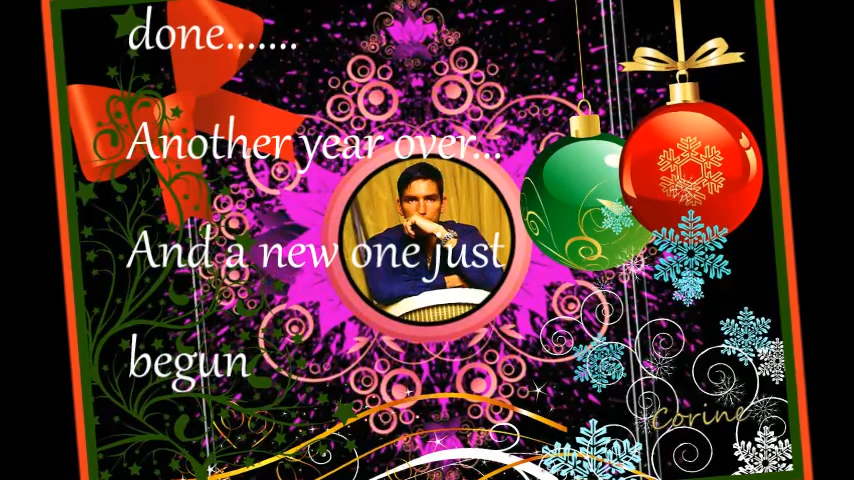 done.......
Another year over...
And a new one just
begun
Corine